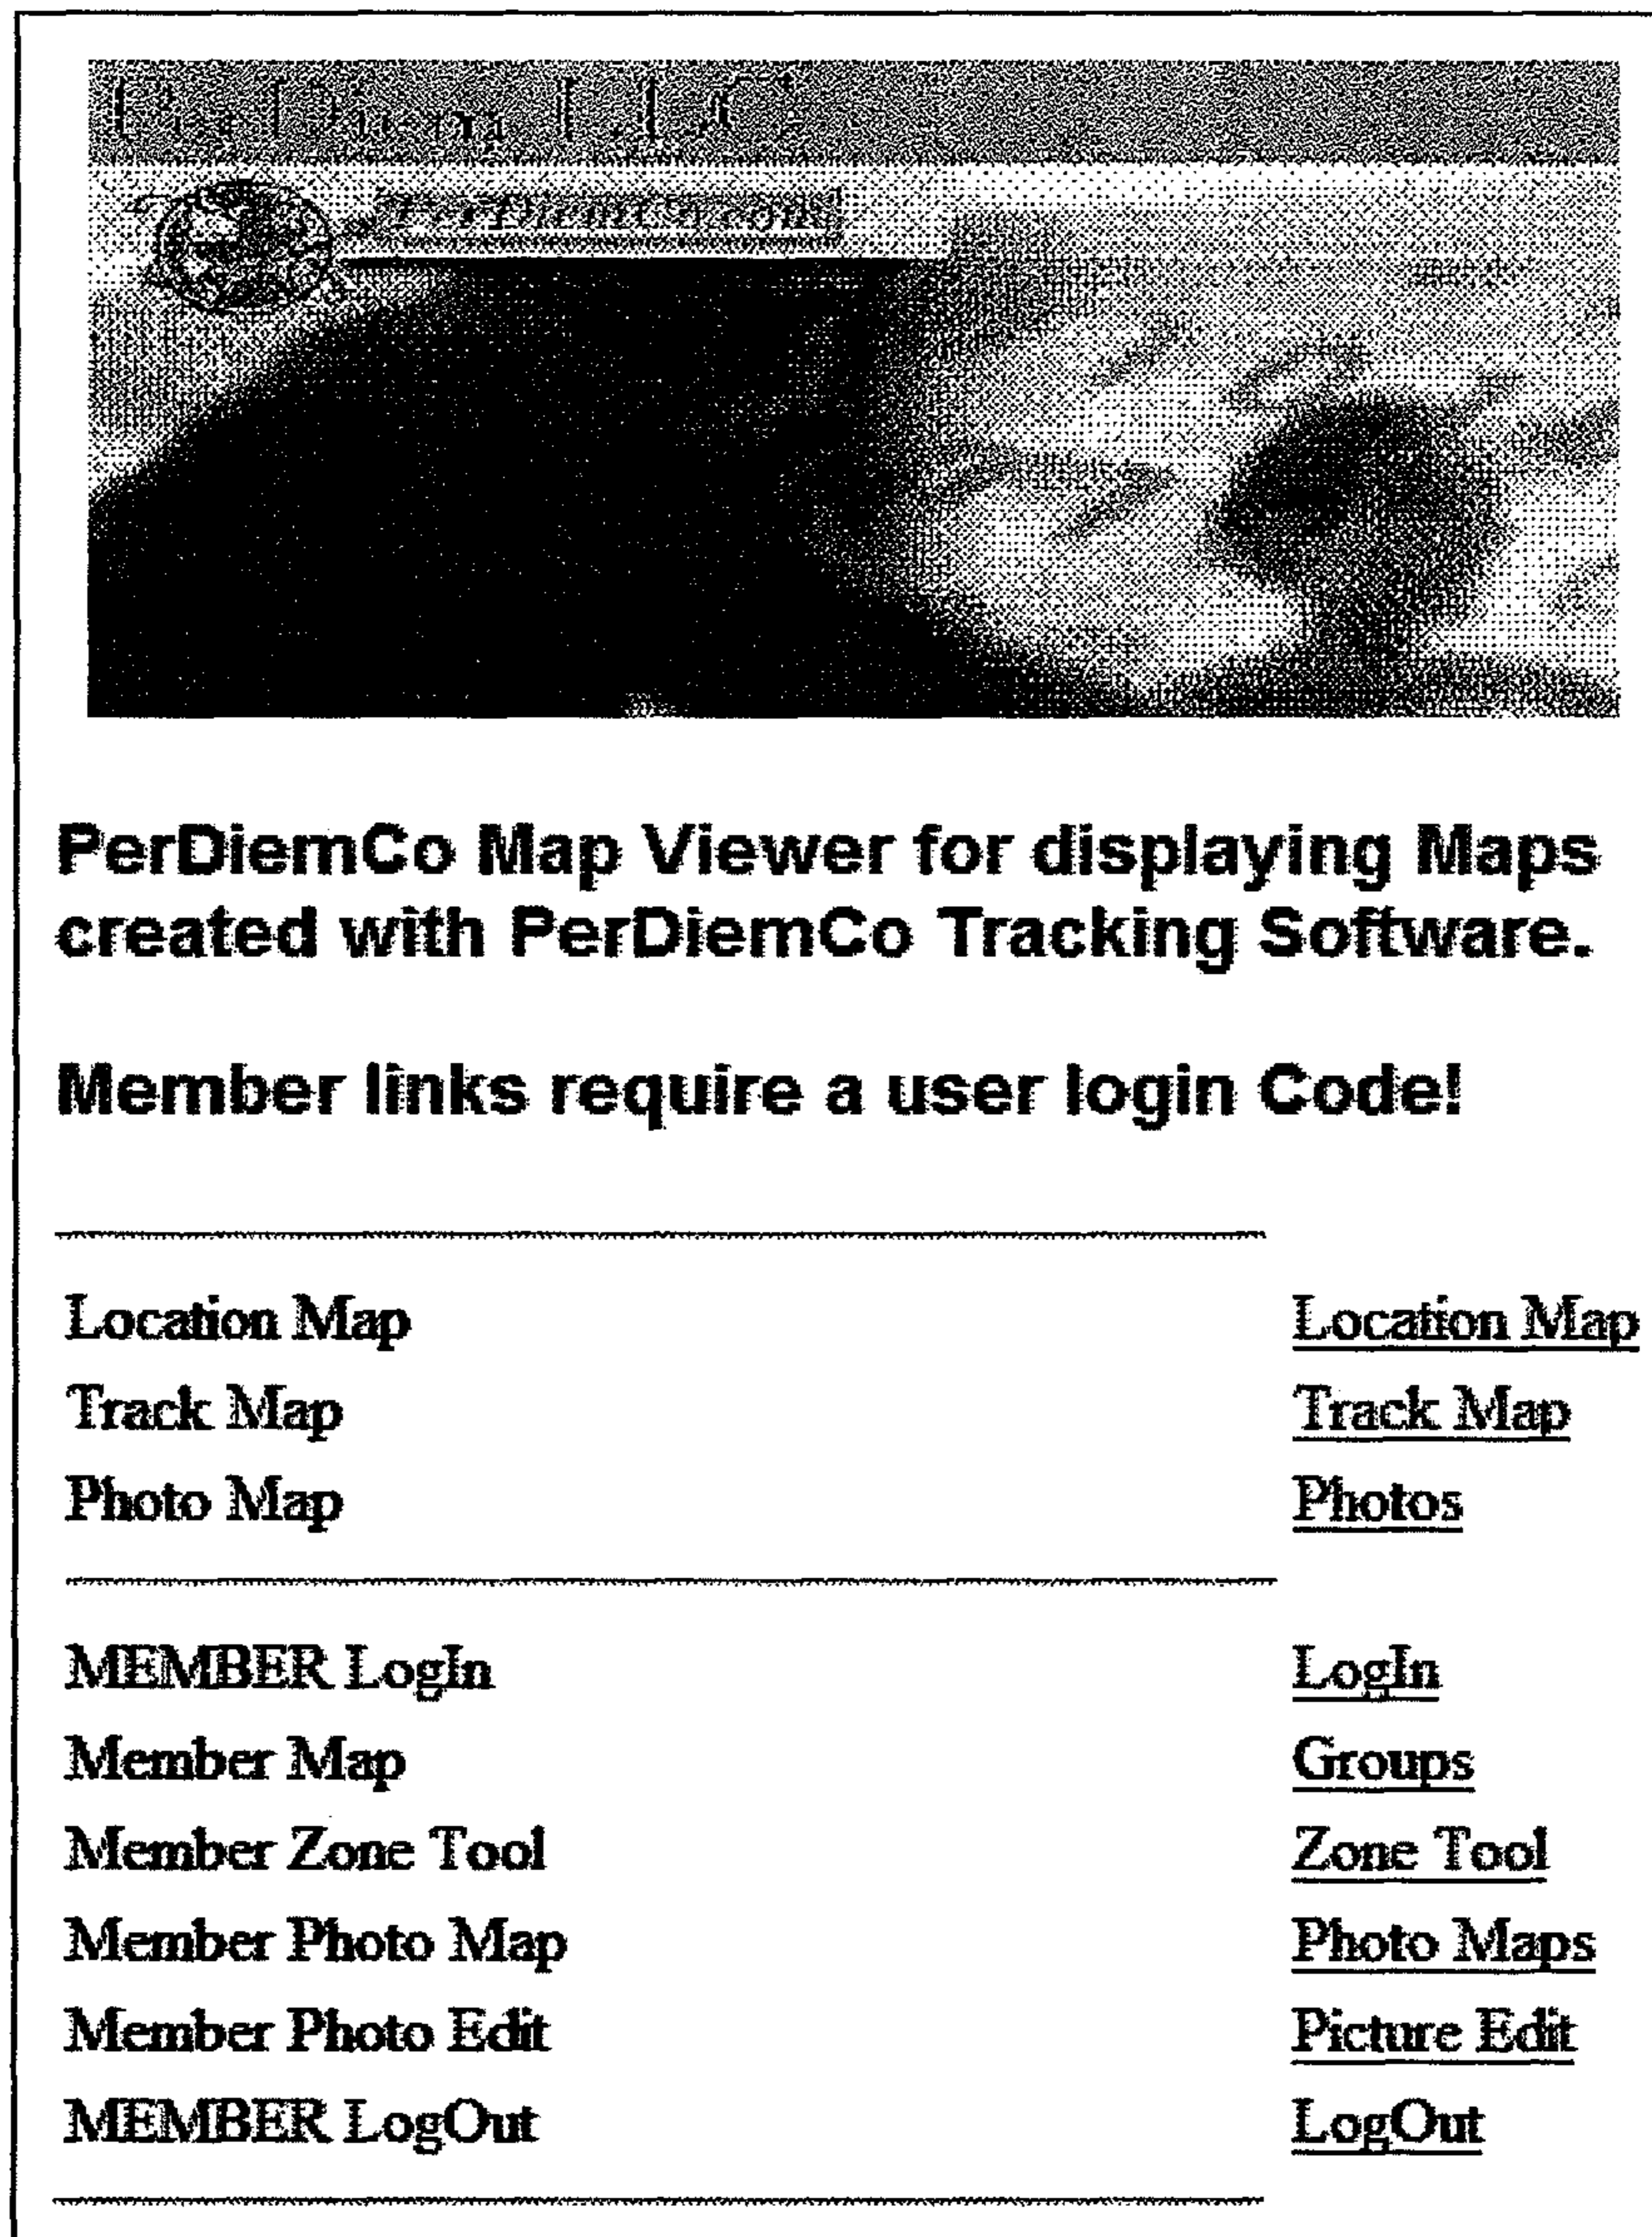 PerDiemCo Map Viewer for displaying Maps
created with PerDiemCo Tracking Software.
Member links require a user login Code!
Location Map Location Map
Track Map Track Map
Photo Map Photos
MEMBER LogIn LogIn
Member Map Groups
Member Zone Tool Zone Tool
Member Photo Map Photo Maps
Member Photo Edit Picture Edit
MEMBER LogOut LogOut